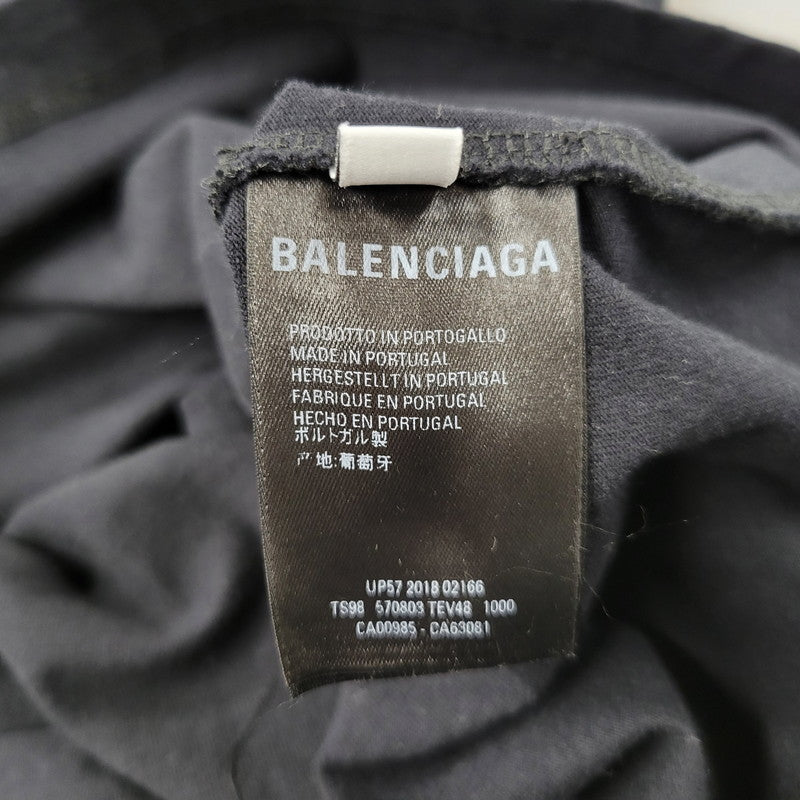 BALENCIAGA
PRODOTTO IN PORTOGALLO
MADE IN PORTUGAL
HERGESTELLT IN PORTUGAL
FABRIQUE EN PORTUGAL
HECHO EN PORTUGAL
ポルトガル製
产地:葡萄牙
UP57 2018 02166
TS98 570803 TEV48 1000
CA00985 - CA63081